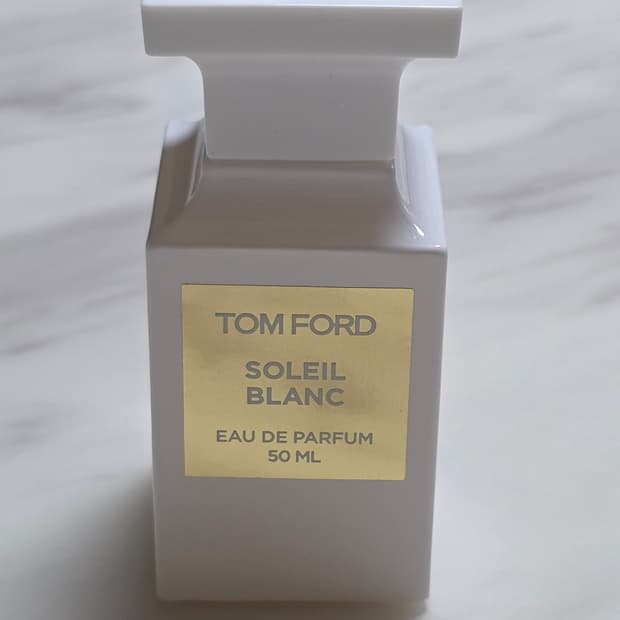 TOM FORD
SOLEIL
BLANC
EAU DE PARFUM
50 ML